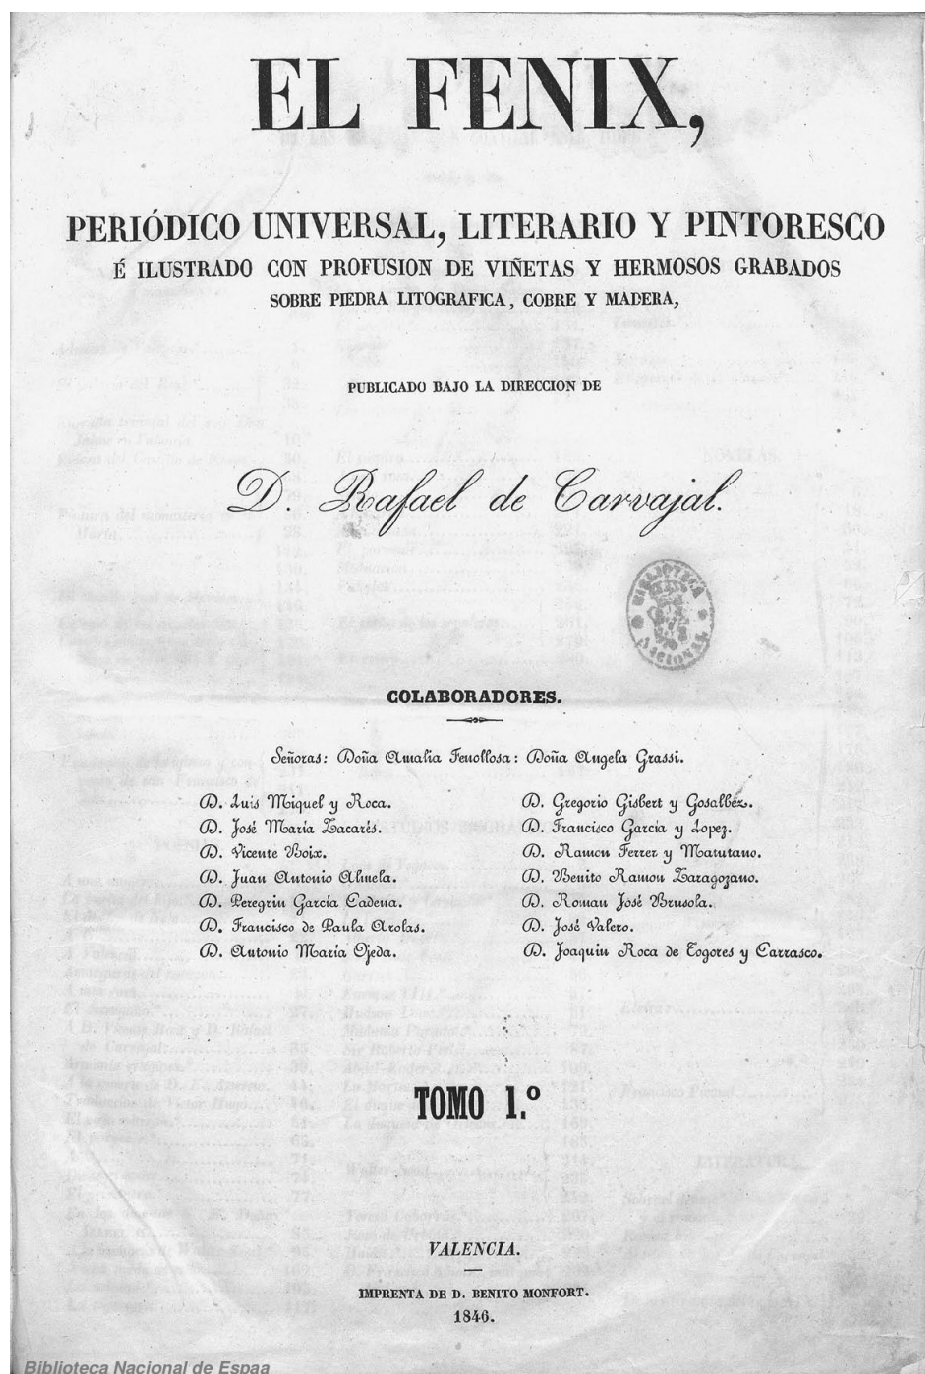 EL FENIX,
PERIÓDICO UNIVERSAL, LITERARIO Y PINTORESCO
É ILUSTRADO CON PROFUSION DE VIÑETAS Y HERMOSOS GRABADOS
SOBRE PIEDRA LITOGRAFICA, COBRE Y MADERA,
PUBLICADO BAJO LA DIRECCION DE
D. Rafael de Carvajal.
BIBLIOTECA NACIONAL
COLABORADORES.
Señoras: Doña Amalia Fenollosa: Doña Angela Grassi.
D. Luis Miquel y Roca.
D. José María Zacarés.
D. Vicente Boix.
D. Juan Antonio Almela.
D. Peregrin García Cadena.
D. Francisco de Paula Arolas.
D. Antonio María Ojeda.
D. Gregorio Gisbert y Gosalbéz.
D. Francisco García y Lopez.
D. Ramon Ferrer y Matutano.
D. Benito Ramon Zaragozano.
D. Roman José Brusola.
D. José Valero.
D. Joaquin Roca de Togores y Carrasco.
TOMO 1.º
VALENCIA.
IMPRENTA DE D. BENITO MONFORT.
1846.
Biblioteca Nacional de Espaa